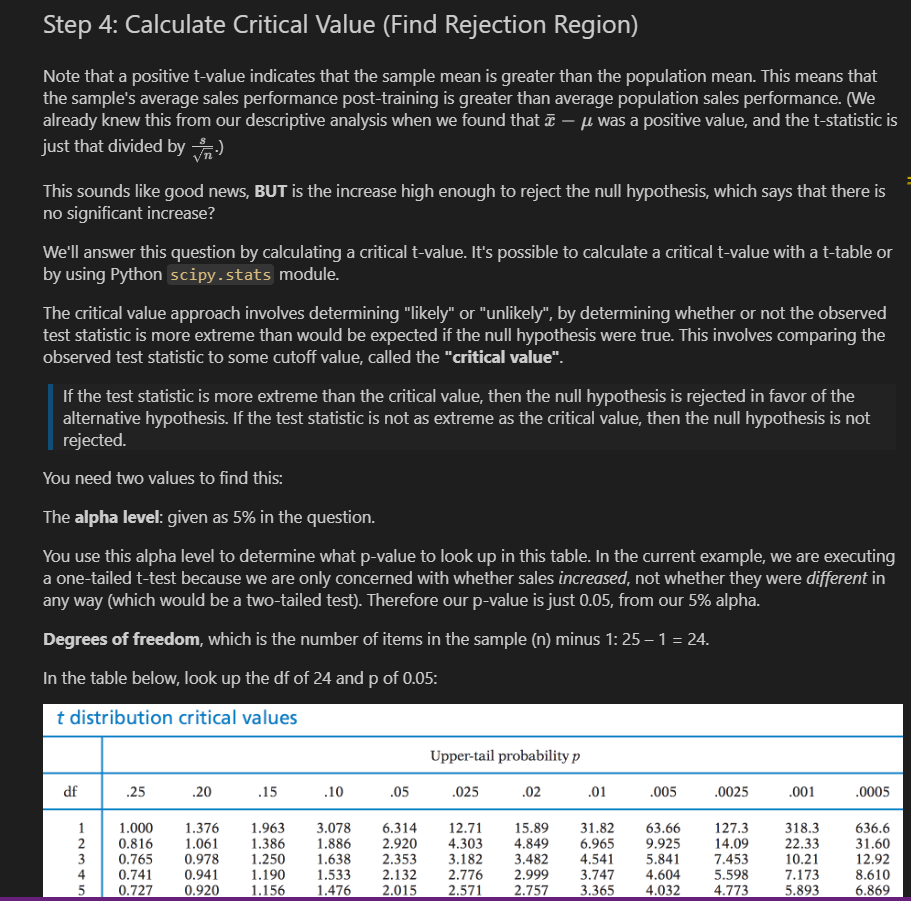 Step 4: Calculate Critical Value (Find Rejection Region)
Note that a positive t-value indicates that the sample mean is greater than the population mean. This means that
the sample's average sales performance post-training is greater than average population sales performance. (We
already knew this from our descriptive analysis when we found that x̄ − μ was a positive value, and the t-statistic is
just that divided by s/√n.)
This sounds like good news, BUT is the increase high enough to reject the null hypothesis, which says that there is
no significant increase?
We'll answer this question by calculating a critical t-value. It's possible to calculate a critical t-value with a t-table or
by using Python scipy.stats module.
The critical value approach involves determining "likely" or "unlikely", by determining whether or not the observed
test statistic is more extreme than would be expected if the null hypothesis were true. This involves comparing the
observed test statistic to some cutoff value, called the "critical value".
If the test statistic is more extreme than the critical value, then the null hypothesis is rejected in favor of the
alternative hypothesis. If the test statistic is not as extreme as the critical value, then the null hypothesis is not
rejected.
You need two values to find this:
The alpha level: given as 5% in the question.
You use this alpha level to determine what p-value to look up in this table. In the current example, we are executing
a one-tailed t-test because we are only concerned with whether sales increased, not whether they were different in
any way (which would be a two-tailed test). Therefore our p-value is just 0.05, from our 5% alpha.
Degrees of freedom, which is the number of items in the sample (n) minus 1: 25 – 1 = 24.
In the table below, look up the df of 24 and p of 0.05:
t distribution critical values
Upper-tail probability p
df .25 .20 .15 .10 .05 .025 .02 .01 .005 .0025 .001 .0005
1 1.000 1.376 1.963 3.078 6.314 12.71 15.89 31.82 63.66 127.3 318.3 636.6
2 0.816 1.061 1.386 1.886 2.920 4.303 4.849 6.965 9.925 14.09 22.33 31.60
3 0.765 0.978 1.250 1.638 2.353 3.182 3.482 4.541 5.841 7.453 10.21 12.92
4 0.741 0.941 1.190 1.533 2.132 2.776 2.999 3.747 4.604 5.598 7.173 8.610
5 0.727 0.920 1.156 1.476 2.015 2.571 2.757 3.365 4.032 4.773 5.893 6.869